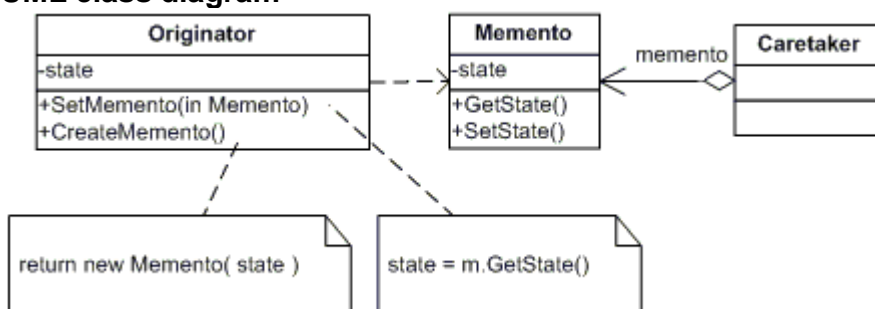 UML class diagram
Originator
-state
+SetMemento(in Memento)
+CreateMemento()
Memento
-state
+GetState()
+SetState()
memento
Caretaker
return new Memento( state )
state = m.GetState()